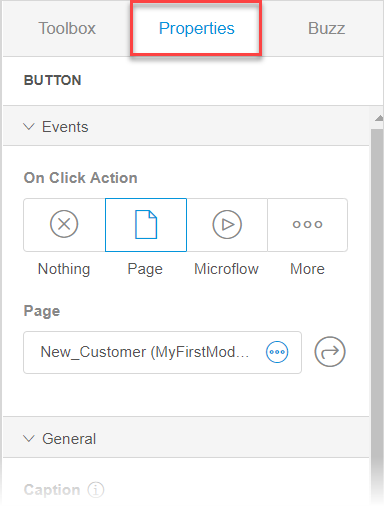 Toolbox Properties Buzz
BUTTON
Events
On Click Action
Nothing Page Microflow More
Page
New_Customer (MyFirstMod...
General
Caption